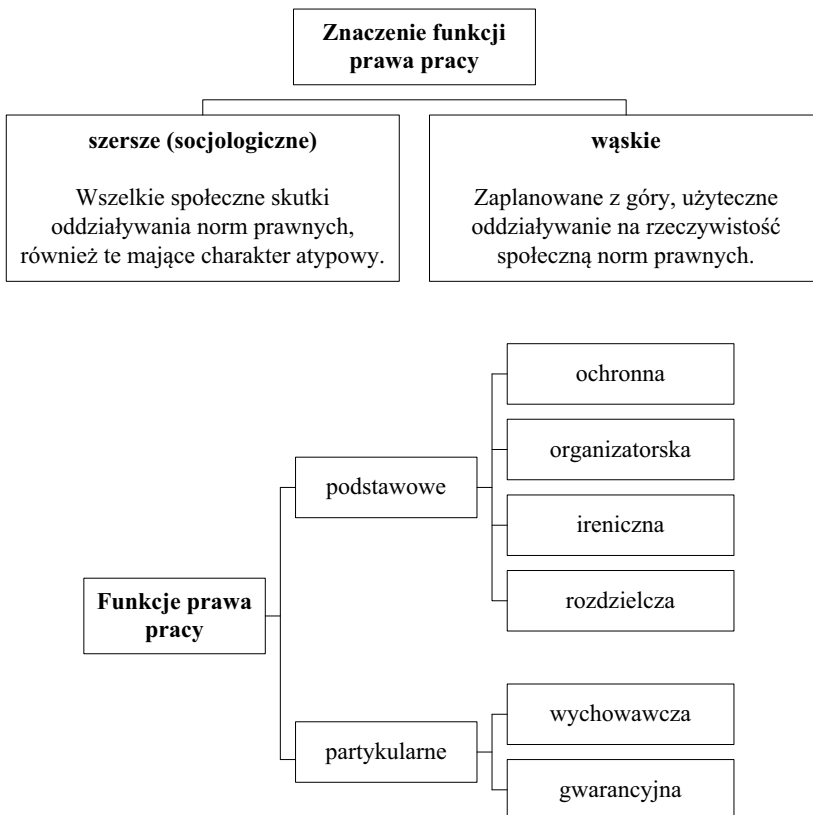 Znaczenie funkcji
prawa pracy
szersze (socjologiczne)
Wszelkie społeczne skutki
oddziaływania norm prawnych,
również te mające charakter atypowy.
wąskie
Zaplanowane z góry, użyteczne
oddziaływanie na rzeczywistość
społeczną norm prawnych.
Funkcje prawa
pracy
podstawowe
ochronna
organizatorska
ireniczna
rozdzielcza
partykularne
wychowawcza
gwarancyjna